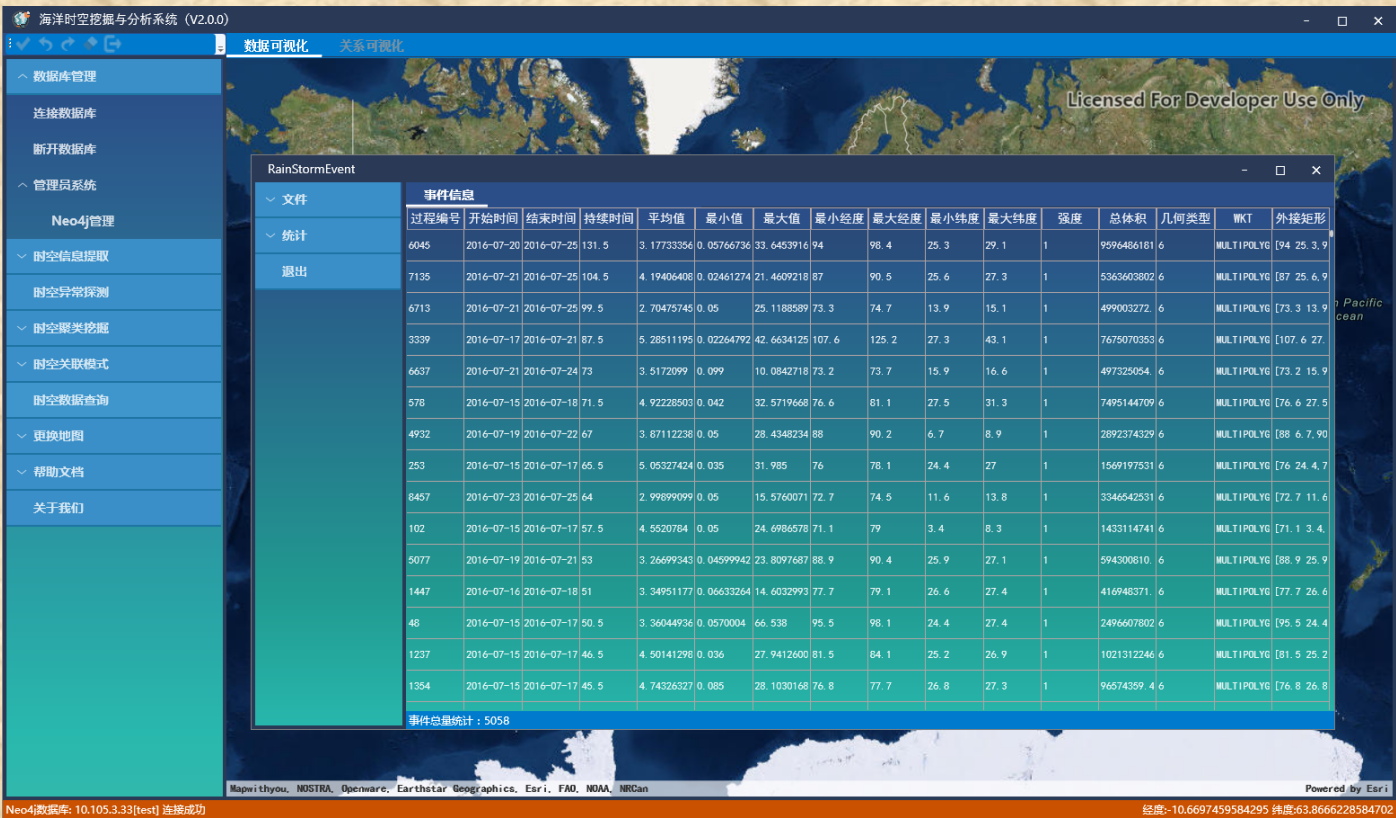 海洋时空挖掘与分析系统 (V2.0.0)
数据可视化 关系可视化
数据库管理
连接数据库
断开数据库
管理员系统
Neo4j管理
时空信息提取
时空异常探测
时空聚类挖掘
时空关联模式
时空数据查询
更换地图
帮助文档
关于我们
Licensed For Developer Use Only
RainStormEvent
文件
统计
退出
事件信息
过程编号 开始时间 结束时间 持续时间 平均值 最小值 最大值 最小经度 最大经度 最小纬度 最大纬度 强度 总体积 几何类型 WKT 外接矩形
6045 2016-07-20 2016-07-25 131.5 3.17733356 0.05766736 33.6453916 94 98.4 25.3 29.1 1 9596486181 6 MULTIPOLYG [94 25.3,9
7135 2016-07-21 2016-07-25 104.5 4.19406408 0.02461274 21.4609218 87 90.5 25.6 27.3 1 5363603802 6 MULTIPOLYG [87 25.6,9
6713 2016-07-21 2016-07-25 99.5 2.70475745 0.05 25.1188589 73.3 74.7 13.9 15.1 1 499003272. 6 MULTIPOLYG [73.3 13.9
3339 2016-07-17 2016-07-21 87.5 5.28511195 0.02264792 42.6634125 107.6 125.2 27.3 43.1 1 7675070353 6 MULTIPOLYG [107.6 27.
6637 2016-07-21 2016-07-24 73 3.5172099 0.099 10.0842718 73.2 73.7 15.9 16.6 1 497325054. 6 MULTIPOLYG [73.2 15.9
578 2016-07-15 2016-07-18 71.5 4.92228503 0.042 32.5719668 76.6 81.1 27.5 31.3 1 7495144709 6 MULTIPOLYG [76.6 27.5
4932 2016-07-19 2016-07-22 67 3.87112238 0.05 28.4348234 88 90.2 6.7 8.9 1 2892374329 6 MULTIPOLYG [88 6.7,90
253 2016-07-15 2016-07-17 65.5 5.05327424 0.035 31.985 76 78.1 24.4 27 1 1569197531 6 MULTIPOLYG [76 24.4,7
8457 2016-07-23 2016-07-25 64 2.99899099 0.05 15.5760071 72.7 74.5 11.6 13.8 1 3346542531 6 MULTIPOLYG [72.7 11.6
102 2016-07-15 2016-07-17 57.5 4.5520784 0.05 24.6986578 71.1 79 3.4 8.3 1 1433114741 6 MULTIPOLYG [71.1 3.4,
5077 2016-07-19 2016-07-21 53 3.26699343 0.04599942 23.8097687 88.9 90.4 25.9 27.1 1 594300810. 6 MULTIPOLYG [88.9 25.9
1447 2016-07-16 2016-07-18 51 3.34951177 0.06633264 14.6032993 77.7 79.1 26.6 27.4 1 416948371. 6 MULTIPOLYG [77.7 26.6
48 2016-07-15 2016-07-17 50.5 3.36044936 0.0570004 66.538 95.5 98.1 24.4 27.4 1 2496607802 6 MULTIPOLYG [95.5 24.4
1237 2016-07-15 2016-07-17 46.5 4.50141298 0.036 27.9412600 81.5 84.1 25.2 26.9 1 1021312246 6 MULTIPOLYG [81.5 25.2
1354 2016-07-15 2016-07-17 45.5 4.74326327 0.085 28.1030168 76.8 77.7 26.8 27.3 1 96574359.4 6 MULTIPOLYG [76.8 26.8
事件总量统计：5058
n Pacific
cean
Mapwithyou, NOSTRA, Openware, Earthstar Geographics, Esri, FAO, NOAA, NRCan
Powered by Esri
Neo4j数据库: 10.105.3.33[test] 连接成功
经度:-10.6697459584295 纬度:63.8666228584702